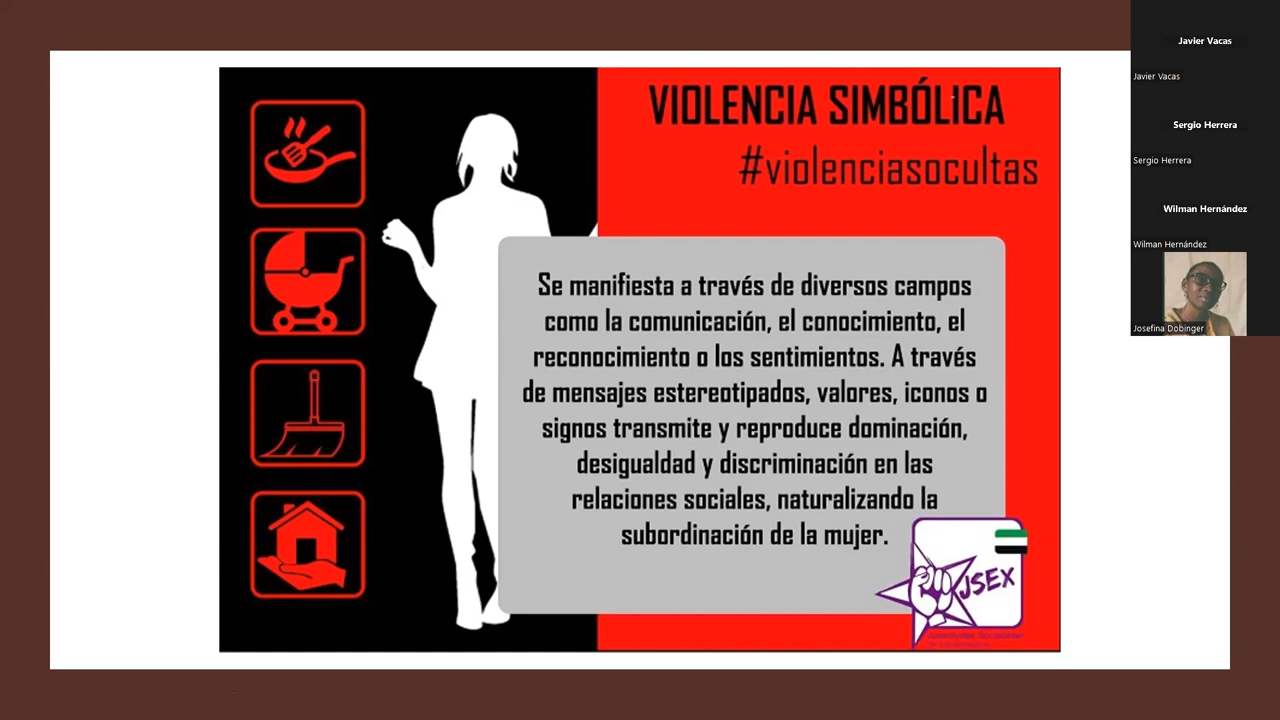 VIOLENCIA SIMBÓLICA
#violenciasocultas
Se manifiesta a través de diversos campos
como la comunicación, el conocimiento, el
reconocimiento o los sentimientos. A través
de mensajes estereotipados, valores, iconos o
signos transmite y reproduce dominación,
desigualdad y discriminación en las
relaciones sociales, naturalizando la
subordinación de la mujer.
JSEX
Javier Vacas
Javier Vacas
Sergio Herrera
Sergio Herrera
Wilman Hernández
Wilman Hernández
Josefina Dobinger